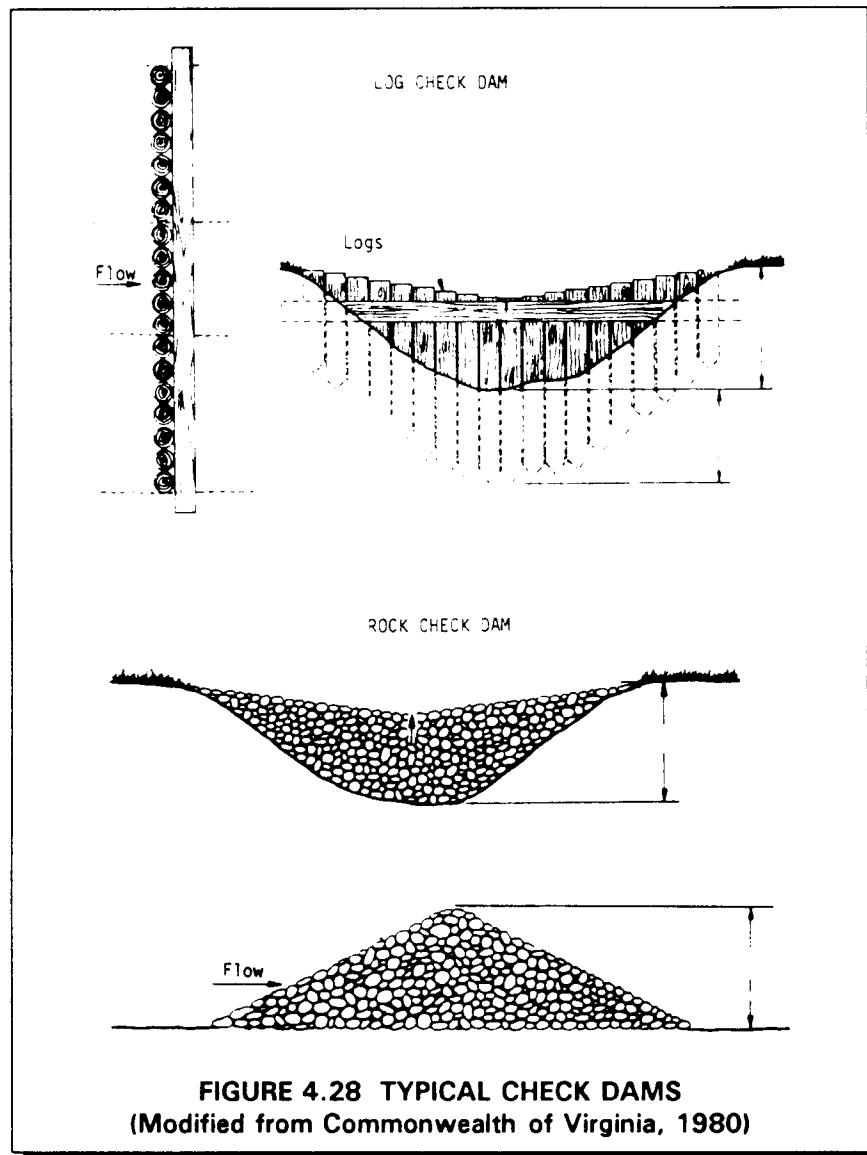 LOG CHECK DAM
Logs
Flow
ROCK CHECK DAM
Flow
FIGURE 4.28 TYPICAL CHECK DAMS
(Modified from Commonwealth of Virginia, 1980)